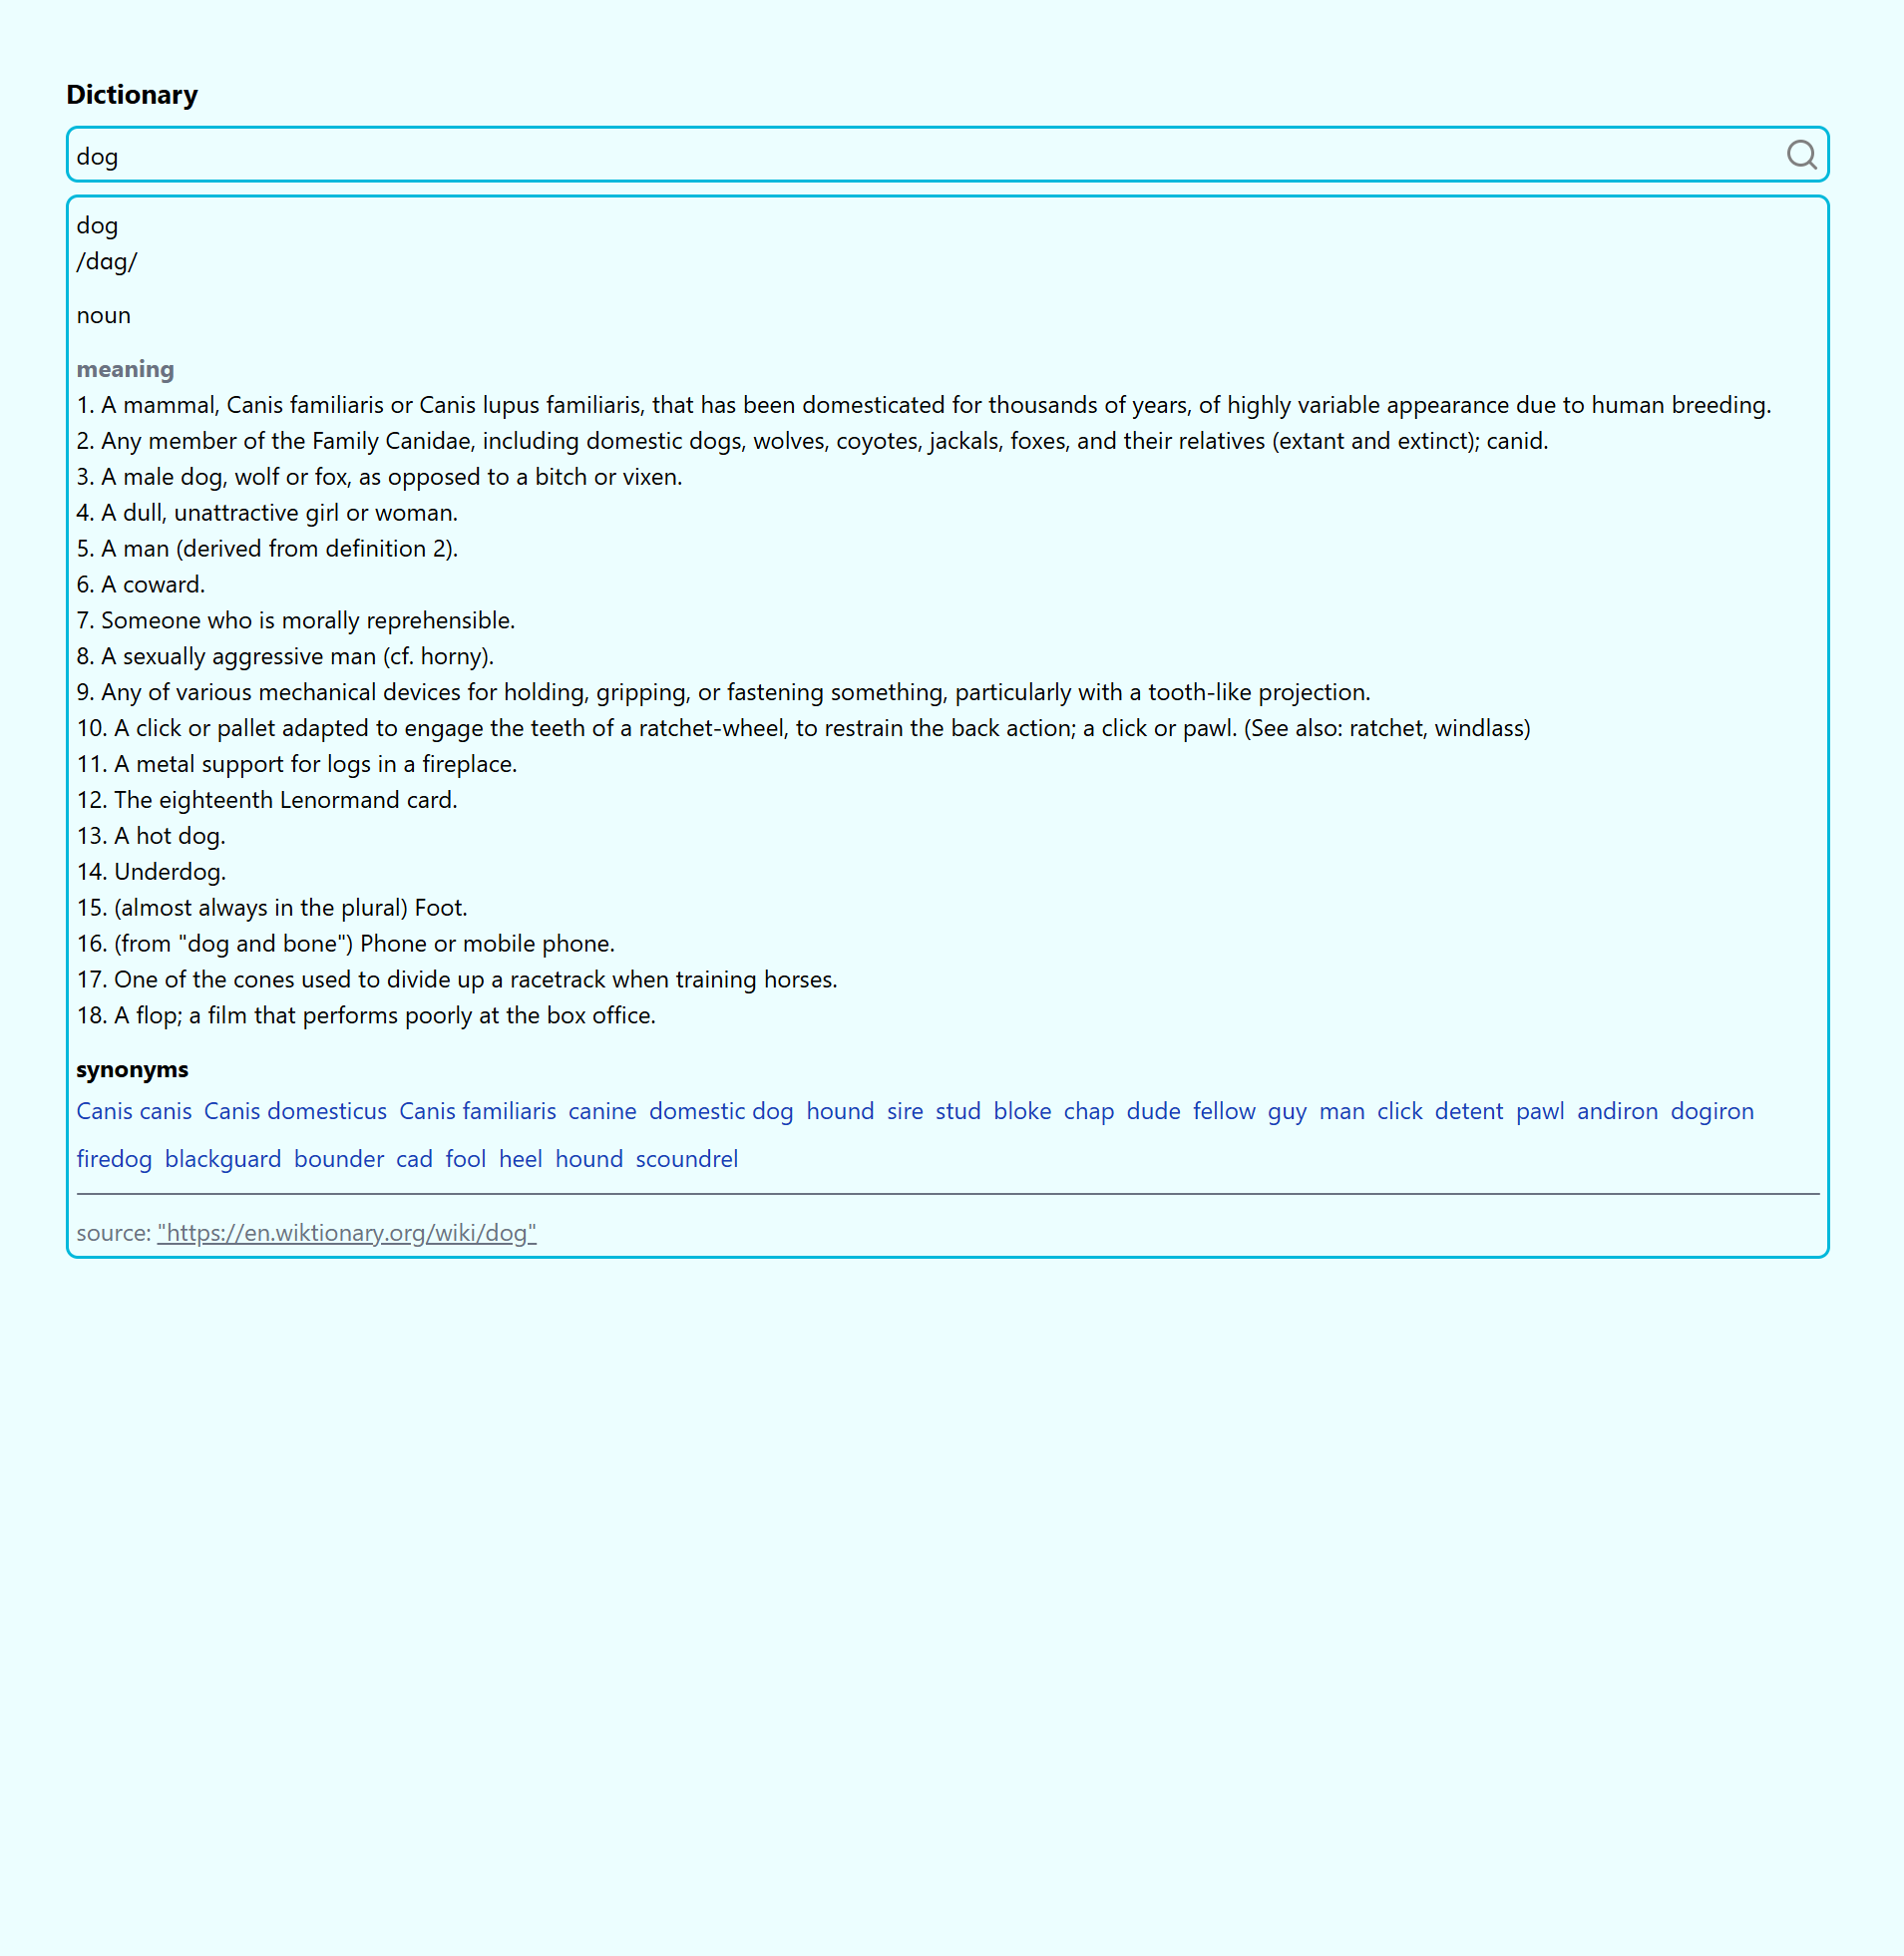 Dictionary
dog
dog
/dɑɡ/
noun
meaning
1. A mammal, Canis familiaris or Canis lupus familiaris, that has been domesticated for thousands of years, of highly variable appearance due to human breeding.
2. Any member of the Family Canidae, including domestic dogs, wolves, coyotes, jackals, foxes, and their relatives (extant and extinct); canid.
3. A male dog, wolf or fox, as opposed to a bitch or vixen.
4. A dull, unattractive girl or woman.
5. A man (derived from definition 2).
6. A coward.
7. Someone who is morally reprehensible.
8. A sexually aggressive man (cf. horny).
9. Any of various mechanical devices for holding, gripping, or fastening something, particularly with a tooth-like projection.
10. A click or pallet adapted to engage the teeth of a ratchet-wheel, to restrain the back action; a click or pawl. (See also: ratchet, windlass)
11. A metal support for logs in a fireplace.
12. The eighteenth Lenormand card.
13. A hot dog.
14. Underdog.
15. (almost always in the plural) Foot.
16. (from "dog and bone") Phone or mobile phone.
17. One of the cones used to divide up a racetrack when training horses.
18. A flop; a film that performs poorly at the box office.
synonyms
Canis canis Canis domesticus Canis familiaris canine domestic dog hound sire stud bloke chap dude fellow guy man click detent pawl andiron dogiron
firedog blackguard bounder cad fool heel hound scoundrel
source: "https://en.wiktionary.org/wiki/dog"